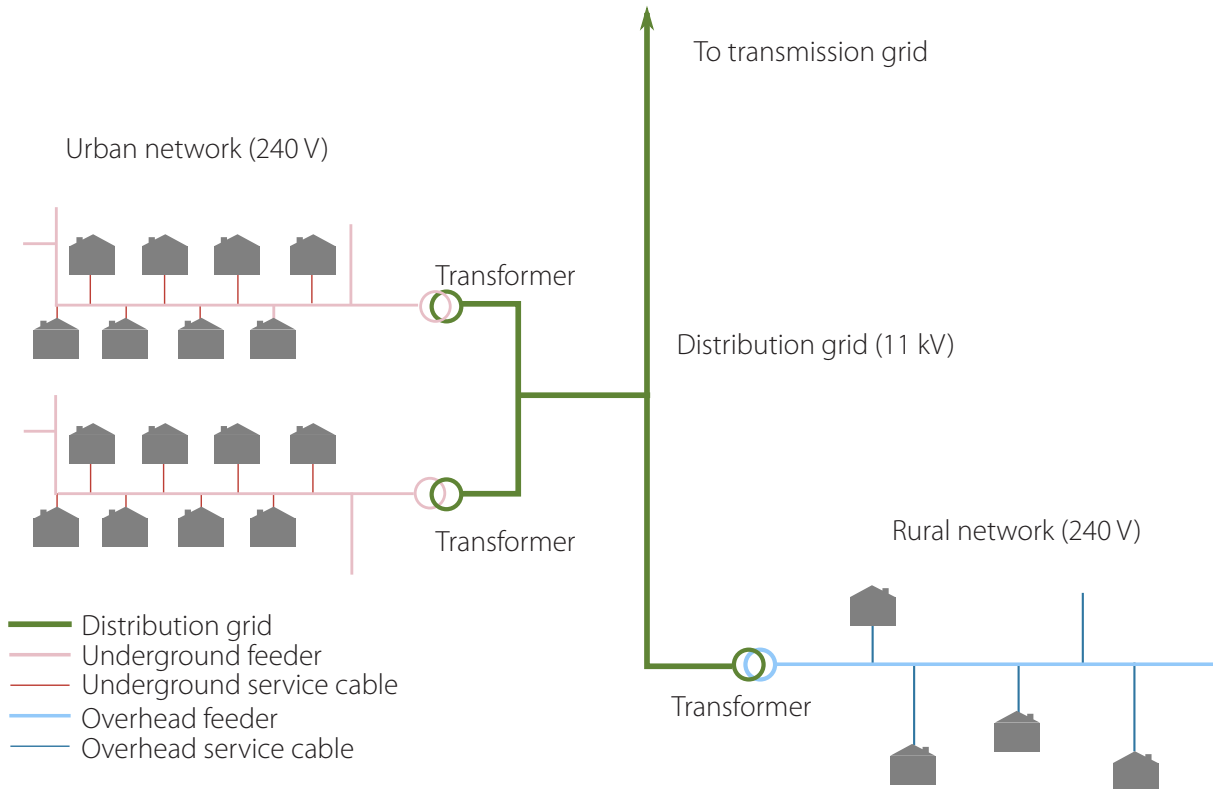 To transmission grid
Urban network (240 V)
Transformer
Distribution grid (11 kV)
Transformer
Rural network (240 V)
Transformer
Distribution grid
Underground feeder
Underground service cable
Overhead feeder
Overhead service cable